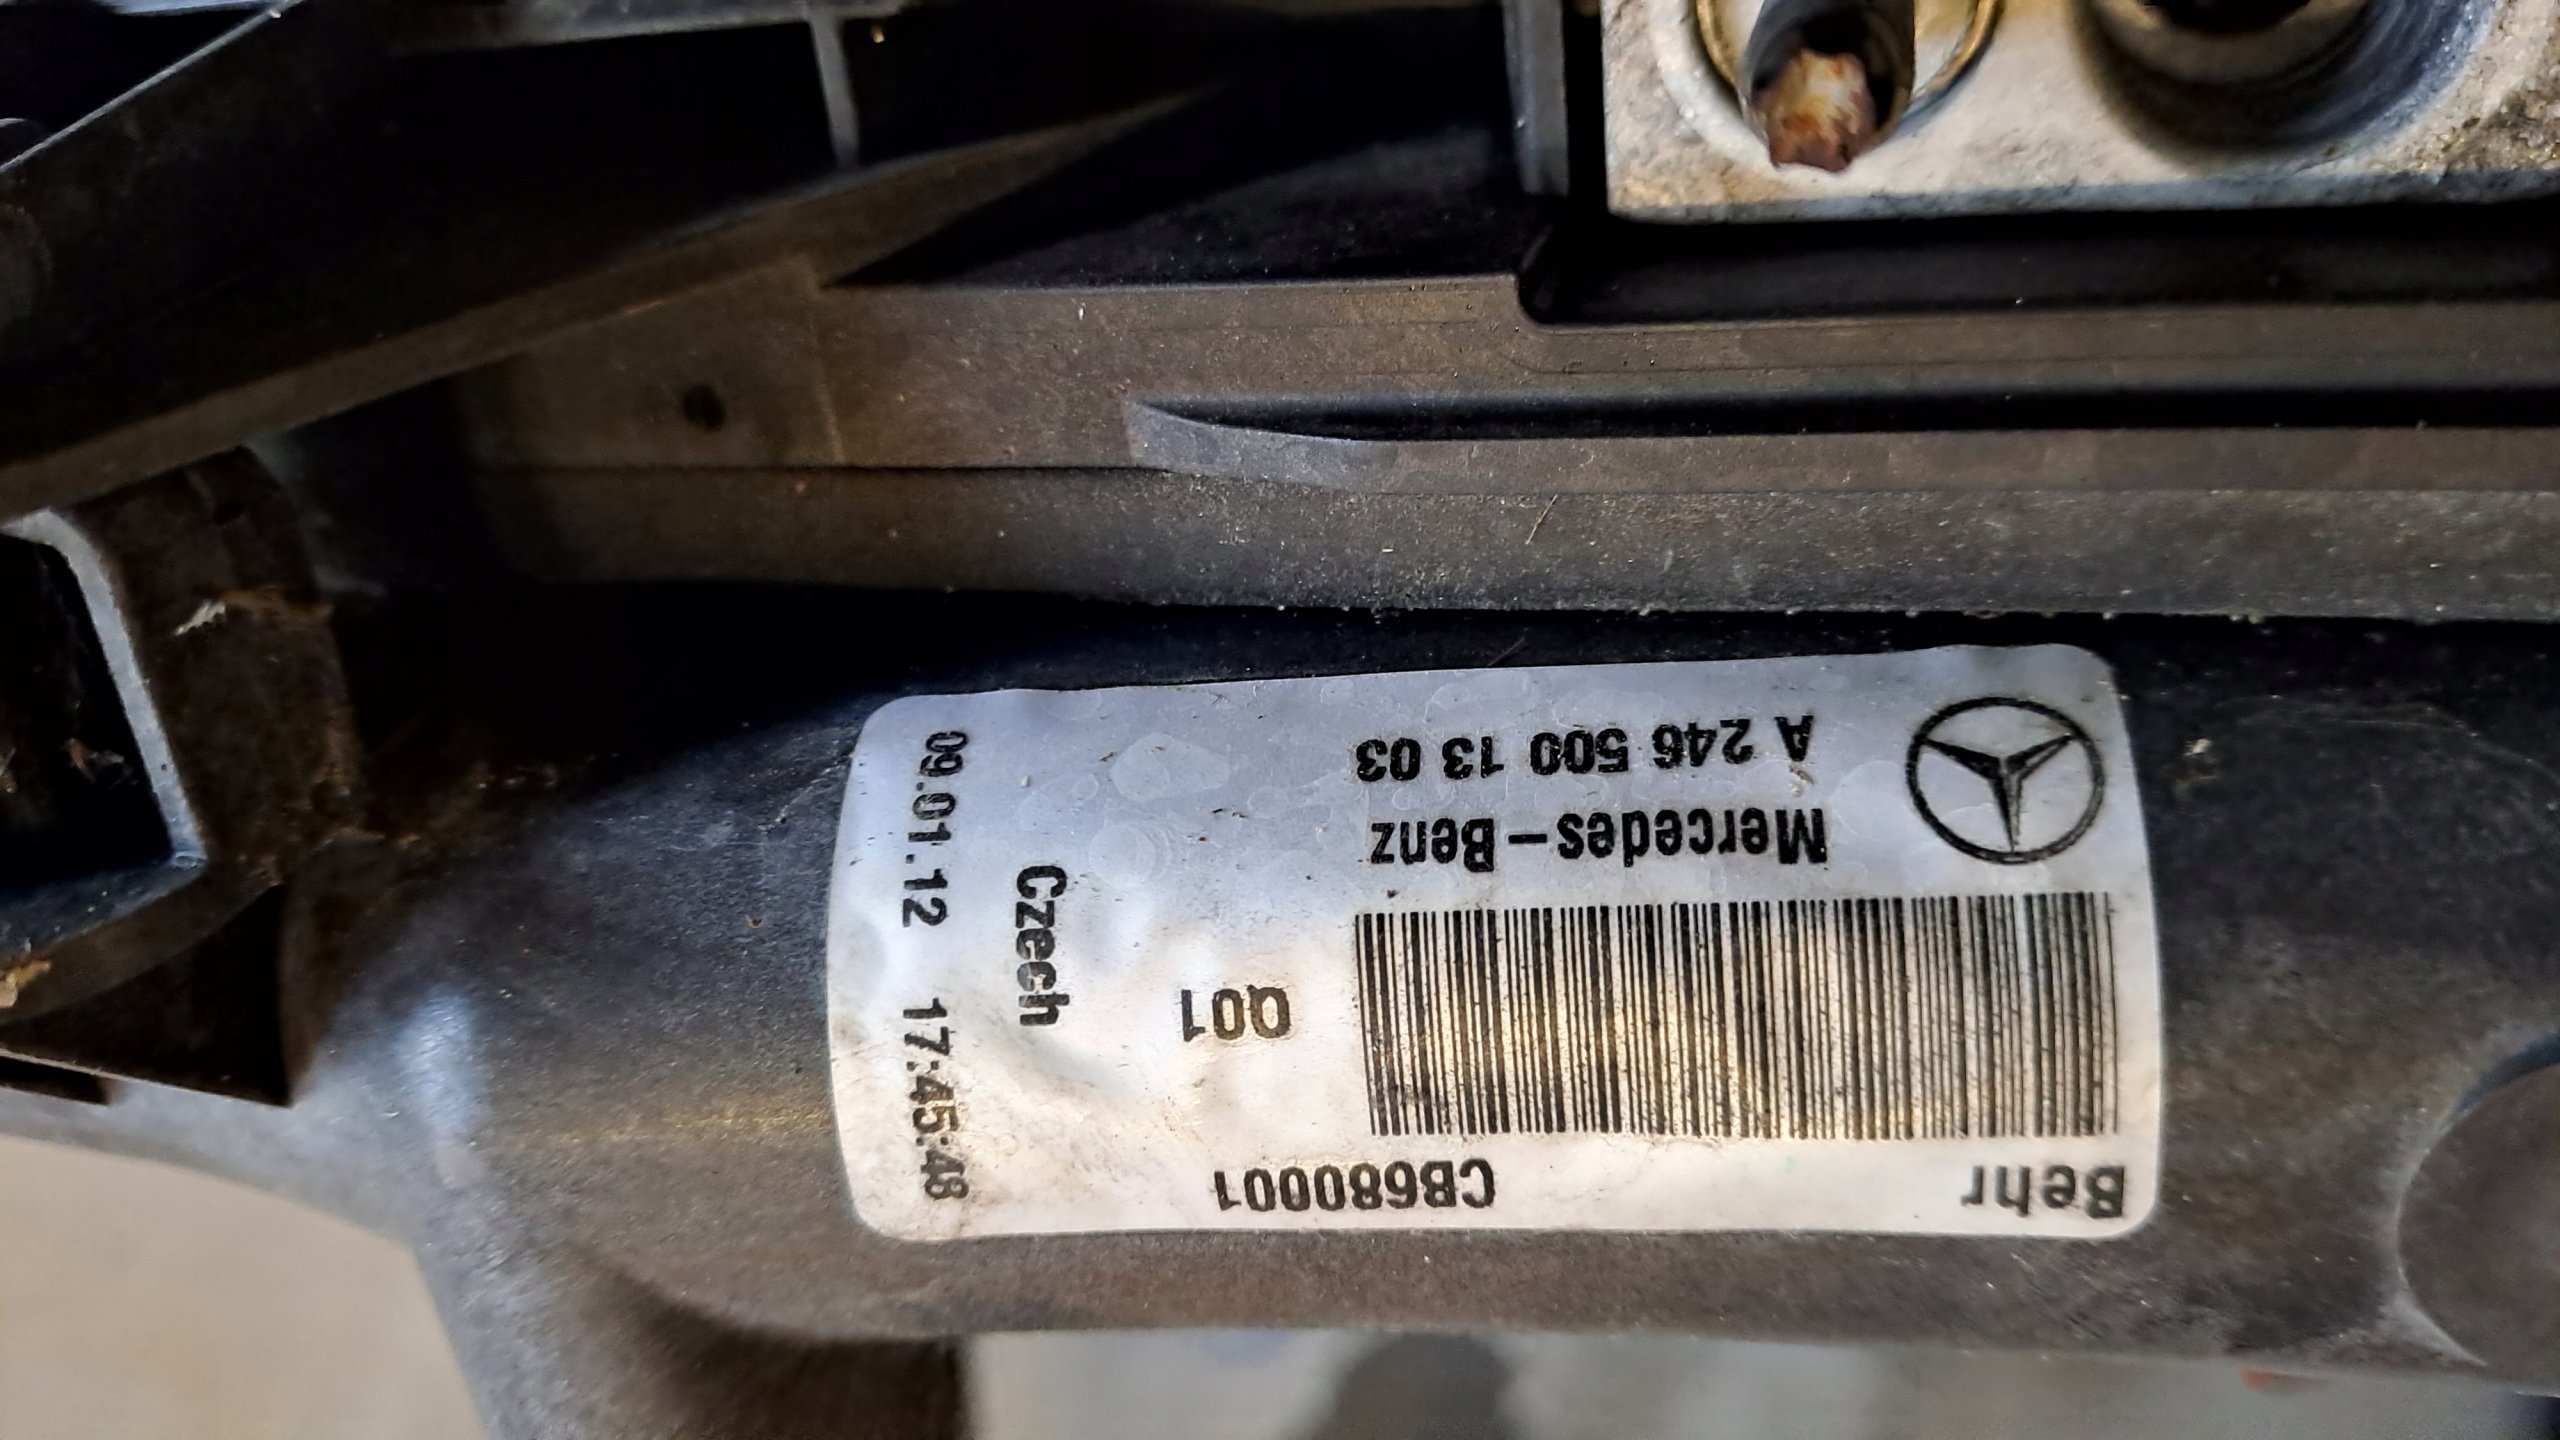 Behr CB680001
Q01
Mercedes-Benz
A 246 500 13 03
Czech
09.01.12 17:45:48